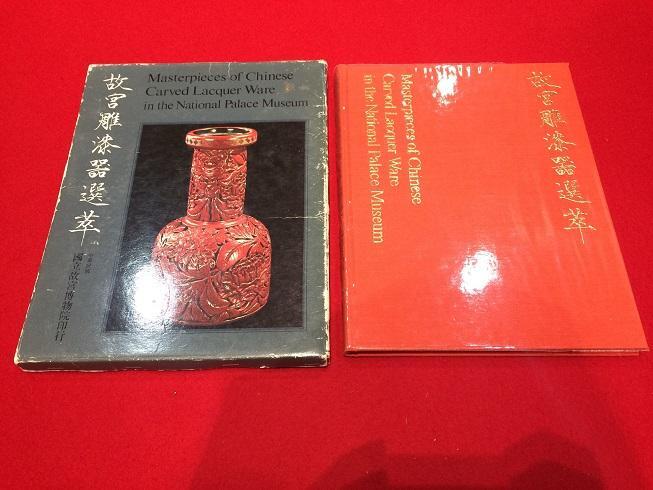 故宮雕漆器選萃
國立故宮博物院印行
Masterpieces of Chinese
Carved Lacquer Ware
in the National Palace Museum
Masterpieces of Chinese
Carved Lacquer Ware
in the National Palace Museum
故宮雕漆器選萃